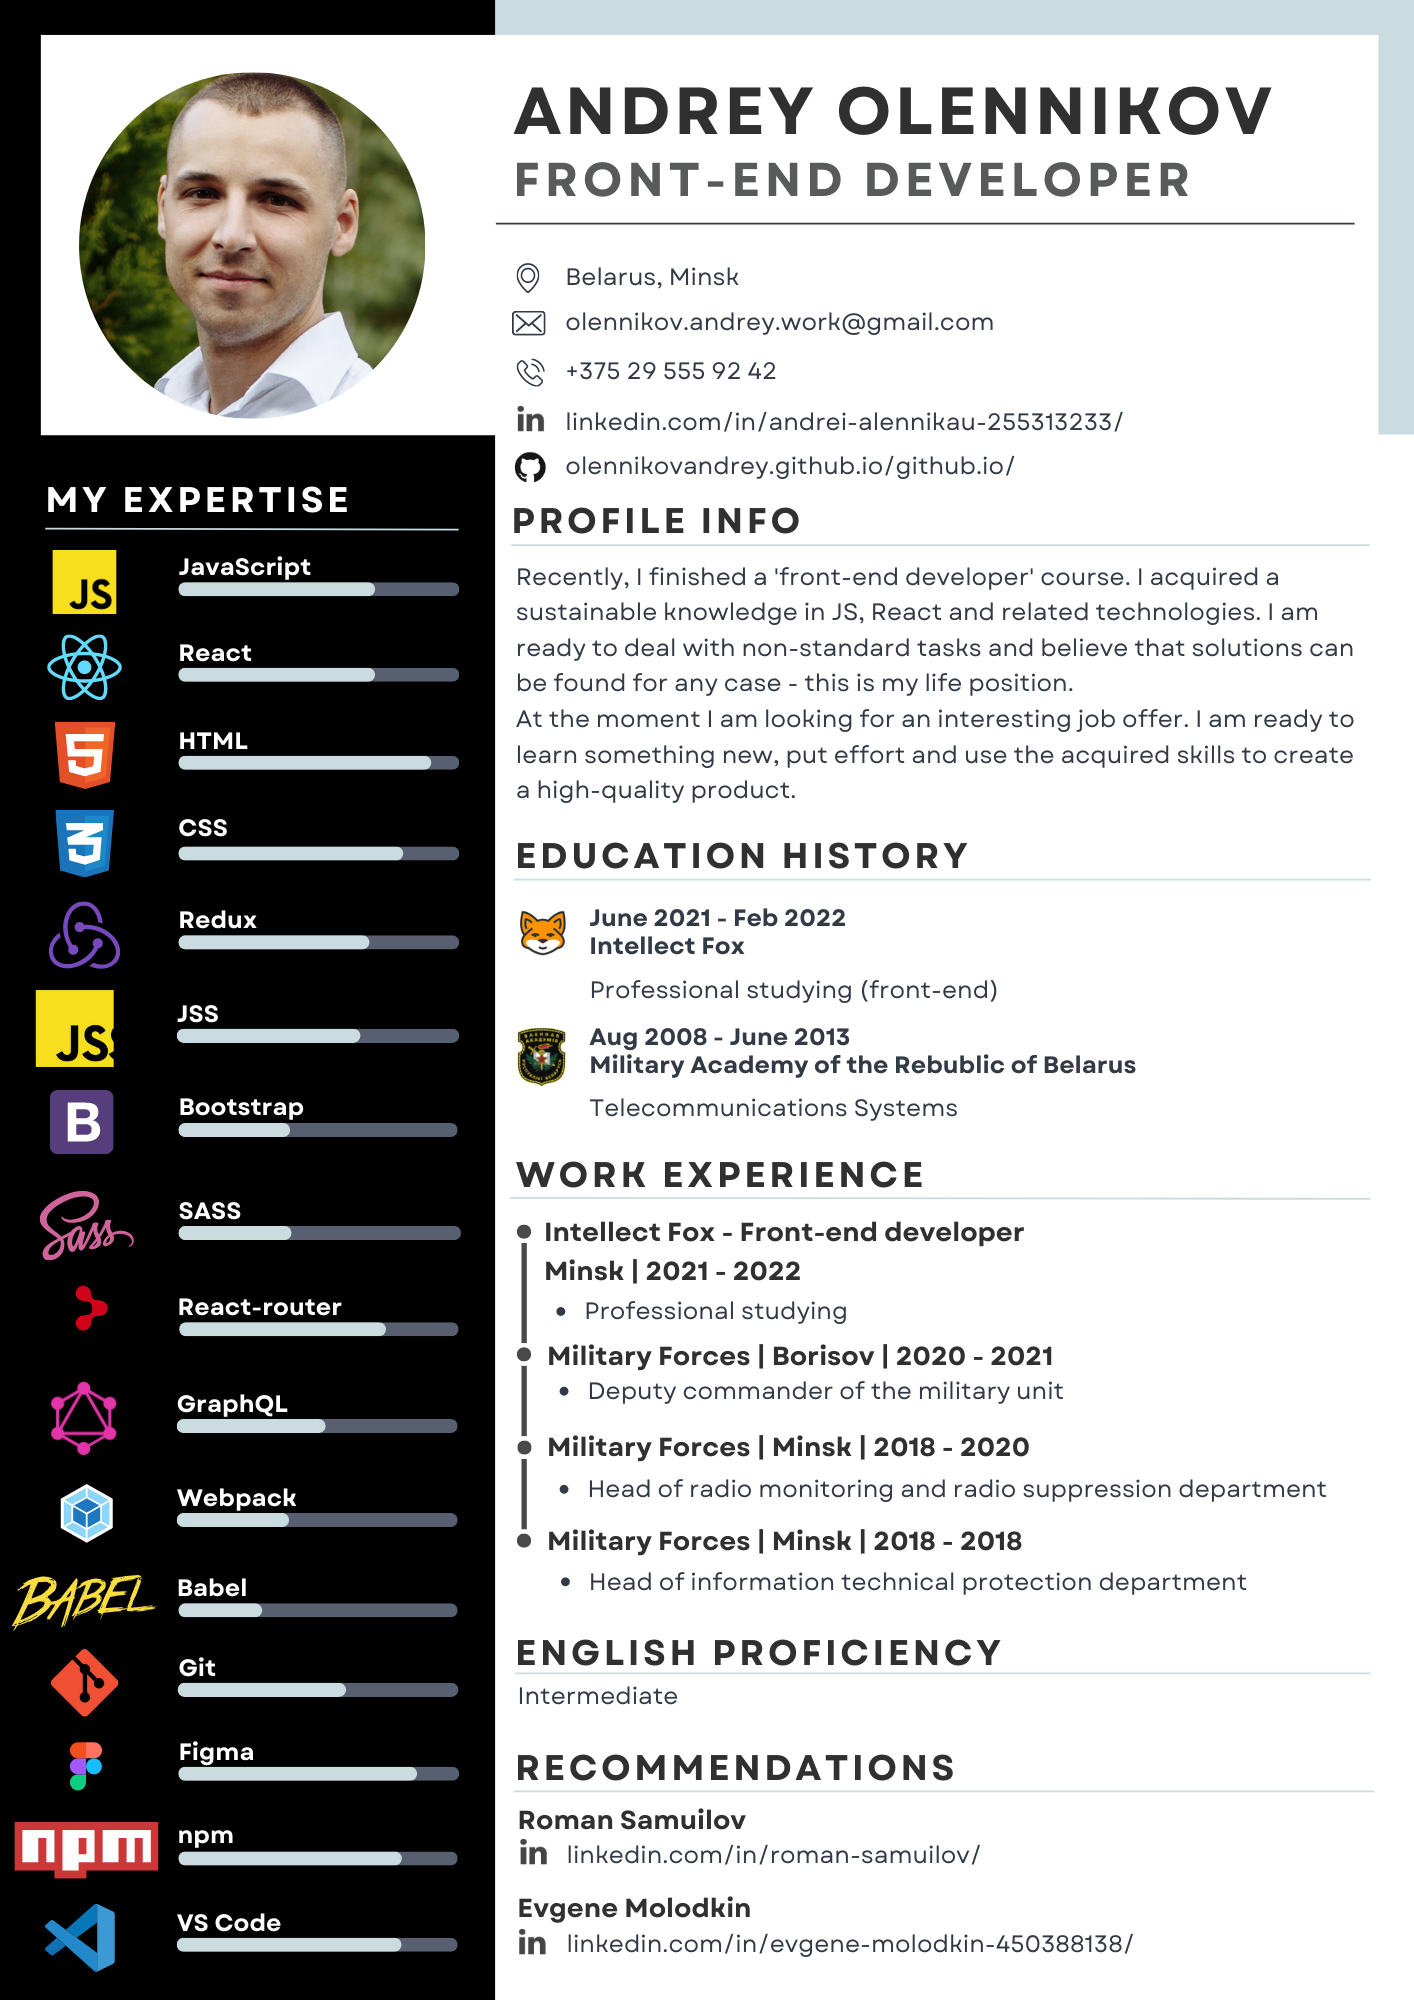 ANDREY OLENNIKOV
FRONT-END DEVELOPER
Belarus, Minsk
olennikov.andrey.work@gmail.com
+375 29 555 92 42
in linkedin.com/in/andrei-alennikau-255313233/
olennikovandrey.github.io/github.io/
MY EXPERTISE
JS JavaScript
React
5 HTML
3 CSS
Redux
JSS JSS
B Bootstrap
Sass SASS
React-router
GraphQL
Webpack
BABEL Babel
Git
Figma
npm npm
VS Code
PROFILE INFO
Recently, I finished a 'front-end developer' course. I acquired a
sustainable knowledge in JS, React and related technologies. I am
ready to deal with non-standard tasks and believe that solutions can
be found for any case - this is my life position.
At the moment I am looking for an interesting job offer. I am ready to
learn something new, put effort and use the acquired skills to create
a high-quality product.
EDUCATION HISTORY
June 2021 - Feb 2022
Intellect Fox
Professional studying (front-end)
Aug 2008 - June 2013
Military Academy of the Rebublic of Belarus
Telecommunications Systems
WORK EXPERIENCE
Intellect Fox - Front-end developer
Minsk | 2021 - 2022
• Professional studying
Military Forces | Borisov | 2020 - 2021
• Deputy commander of the military unit
Military Forces | Minsk | 2018 - 2020
• Head of radio monitoring and radio suppression department
Military Forces | Minsk | 2018 - 2018
• Head of information technical protection department
ENGLISH PROFICIENCY
Intermediate
RECOMMENDATIONS
Roman Samuilov
in linkedin.com/in/roman-samuilov/
Evgene Molodkin
in linkedin.com/in/evgene-molodkin-450388138/